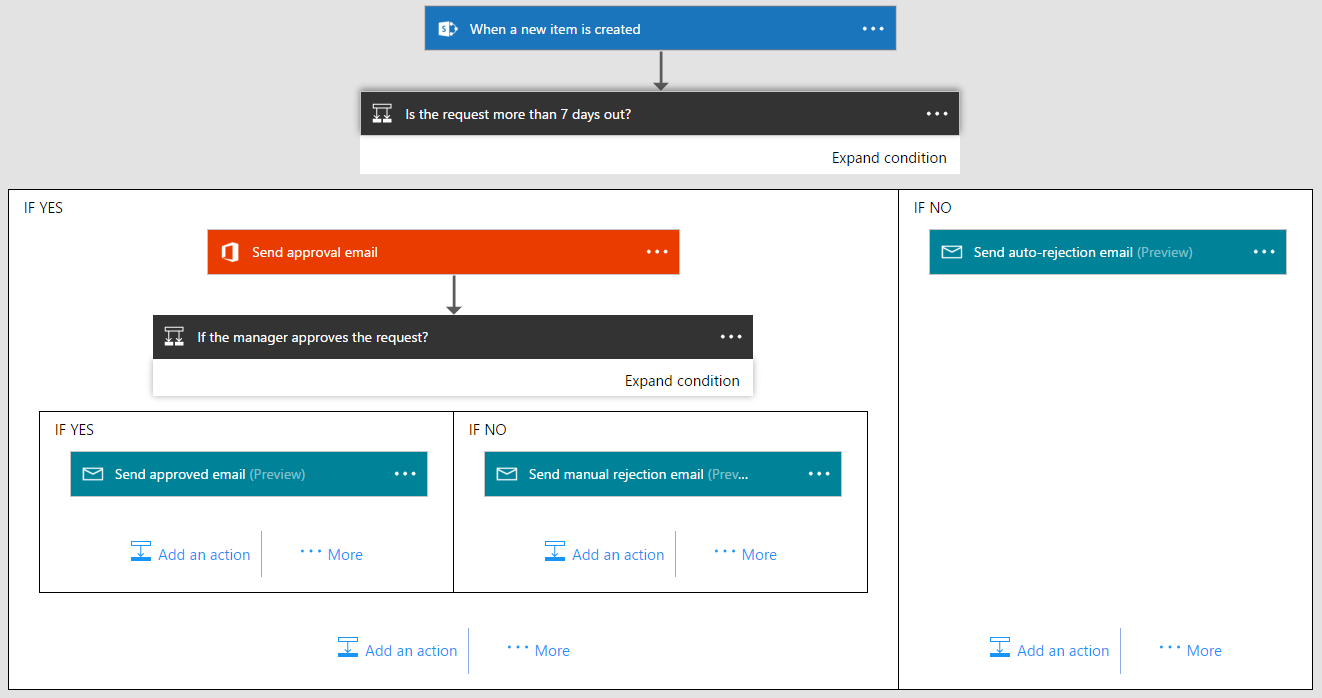 When a new item is created
Is the request more than 7 days out?
Expand condition
IF YES
Send approval email
If the manager approves the request?
Expand condition
IF YES
Send approved email (Preview)
Add an action
More
IF NO
Send manual rejection email (Prev...
Add an action
More
Add an action
More
IF NO
Send auto-rejection email (Preview)
Add an action
More